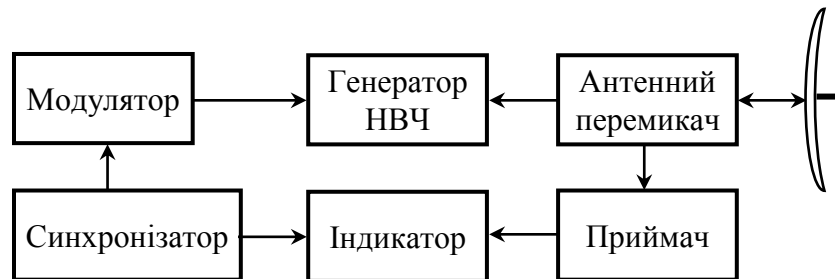 Модулятор
Генератор
НВЧ
Антенний
перемикач
Синхронізатор
Індикатор
Приймач